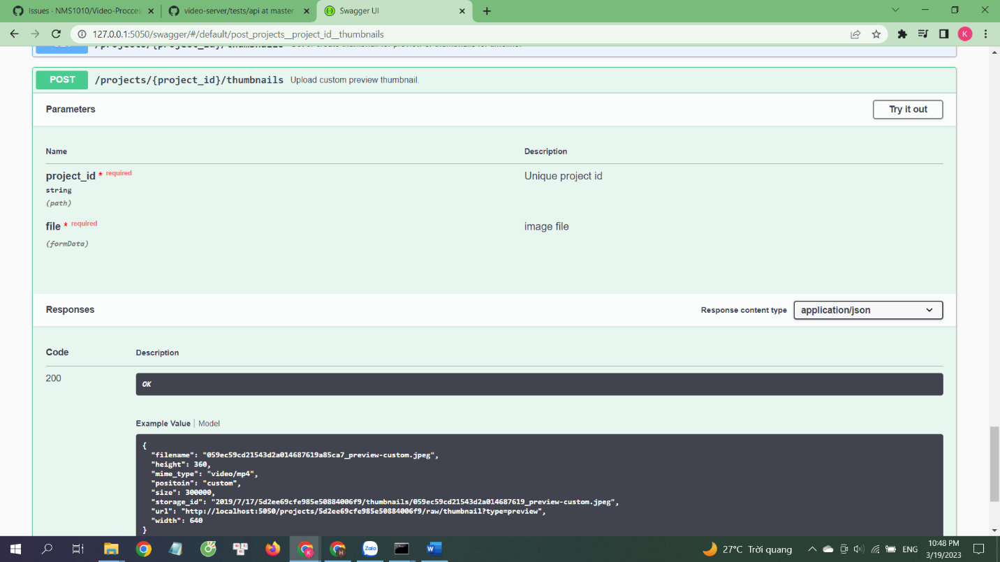 Issues · NMS1010/Video-Proccess
video-server/tests/api at master ·
Swagger UI
127.0.0.1:5050/swagger/#/default/post_projects__project_id__thumbnails
K
POST /projects/{project_id}/thumbnails Upload custom preview thumbnail.
Parameters
Try it out
Name Description
project_id * required
Unique project id
string
(path)
file * required
image file
(formData)
Responses
Response content type
application/json
Code Description
200
OK
Example Value Model
{
"filename": "059ec59cd21543d2a014687619a85ca7_preview-custom.jpeg",
"height": 360,
"mime_type": "video/mp4",
"positoin": "custom",
"size": 300000,
"storage_id": "2019/7/17/5d2ee69cfe985e50884006f9/thumbnails/059ec59cd21543d2a014687619_preview-custom.jpeg",
"url": "http://localhost:5050/projects/5d2ee69cfe985e50884006f9/raw/thumbnail?type=preview",
"width": 640
}
K
H
Zalo
W
27°C Trời quang
ENG
10:48 PM
3/19/2023